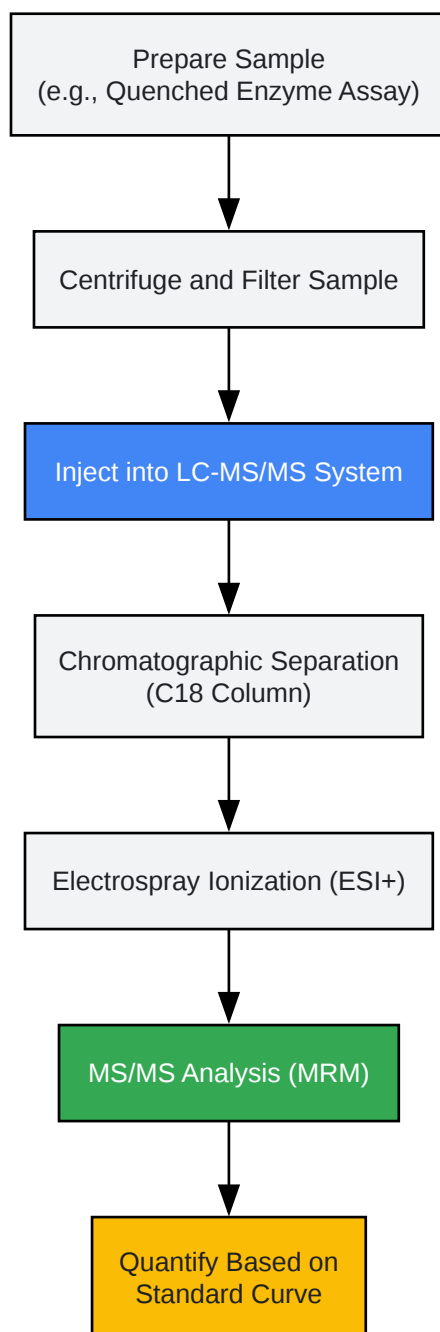 Prepare Sample
(e.g., Quenched Enzyme Assay)
Centrifuge and Filter Sample
Inject into LC-MS/MS System
Chromatographic Separation
(C18 Column)
Electrospray Ionization (ESI+)
MS/MS Analysis (MRM)
Quantify Based on
Standard Curve